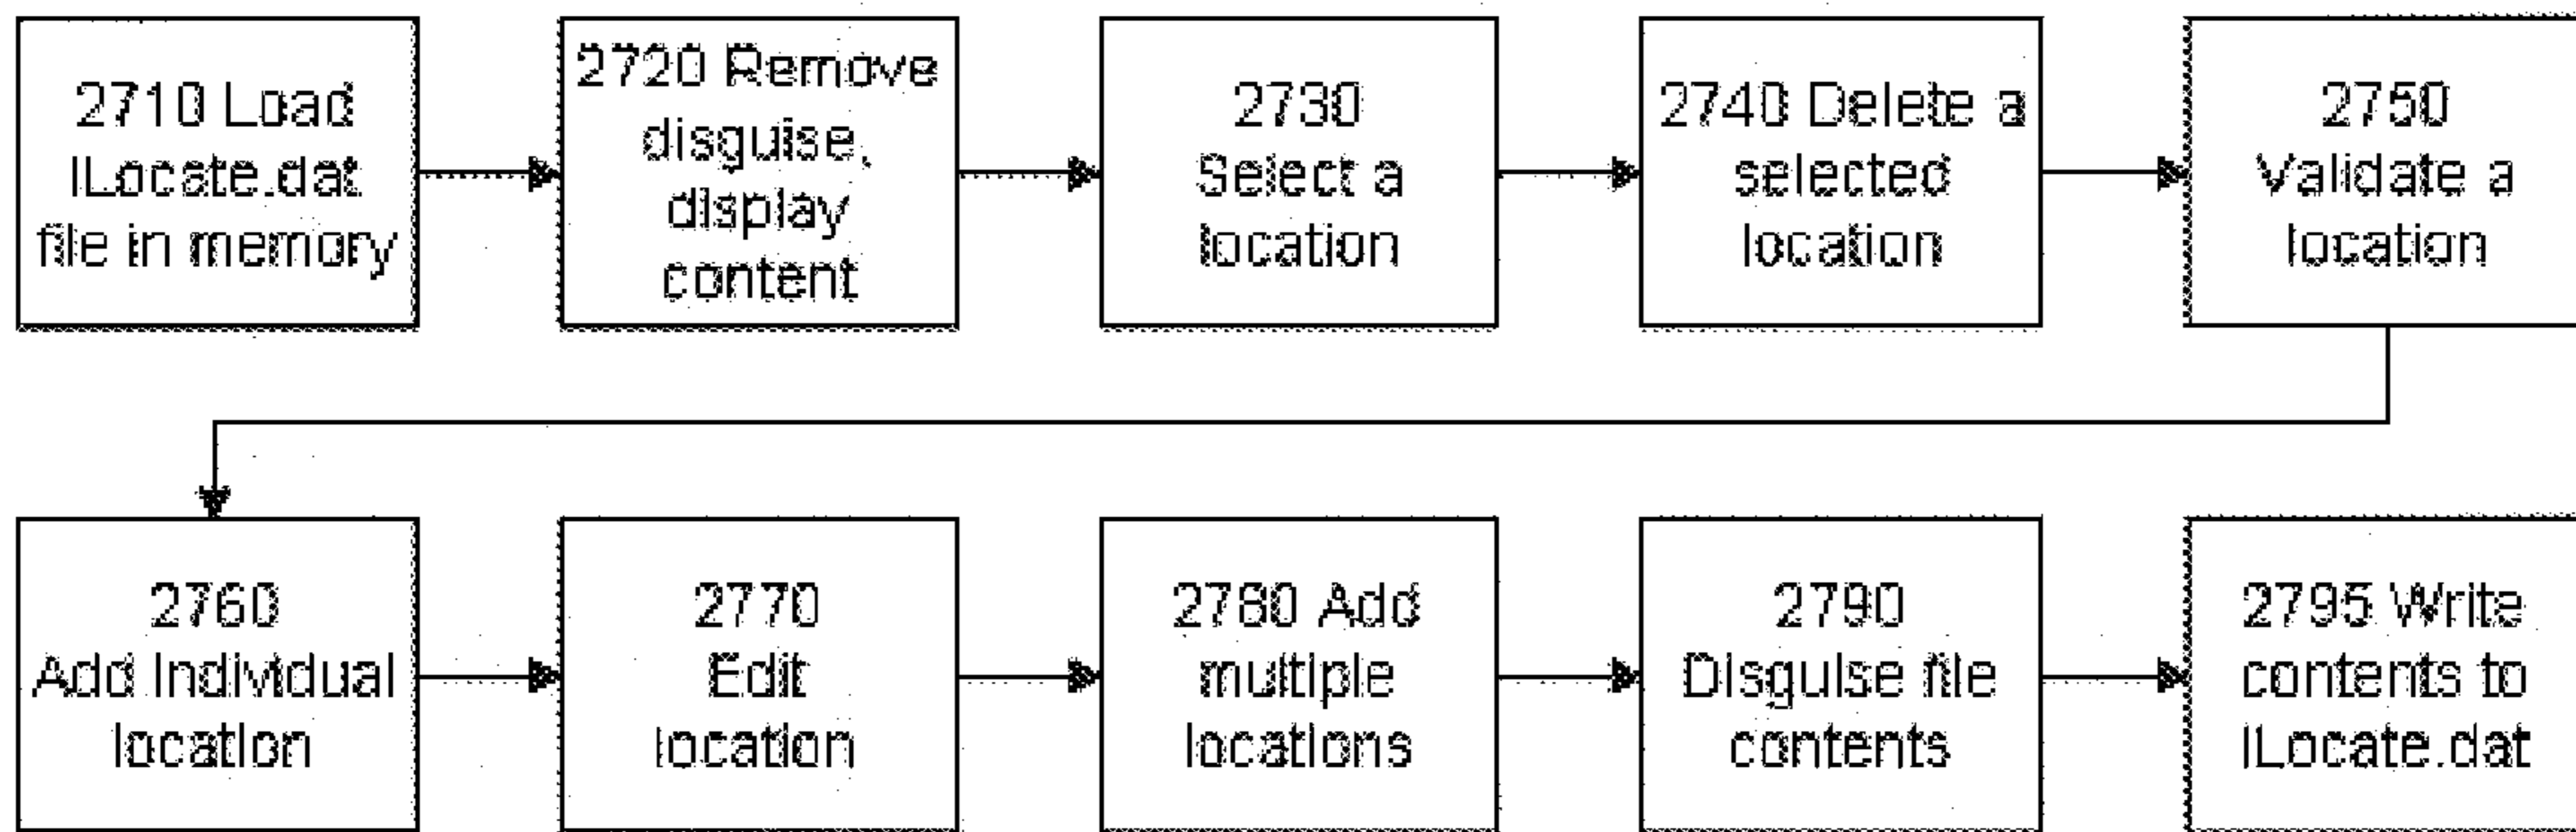 2710 Load
ILocate.dat
file in memory
2720 Remove
disguise,
display
content
2730
Select a
location
2740 Delete a
selected
location
2750
Validate a
location
2760
Add Individual
location
2770
Edit
location
2780 Add
multiple
locations
2790
Disguise file
contents
2795 Write
contents to
ILocate.dat